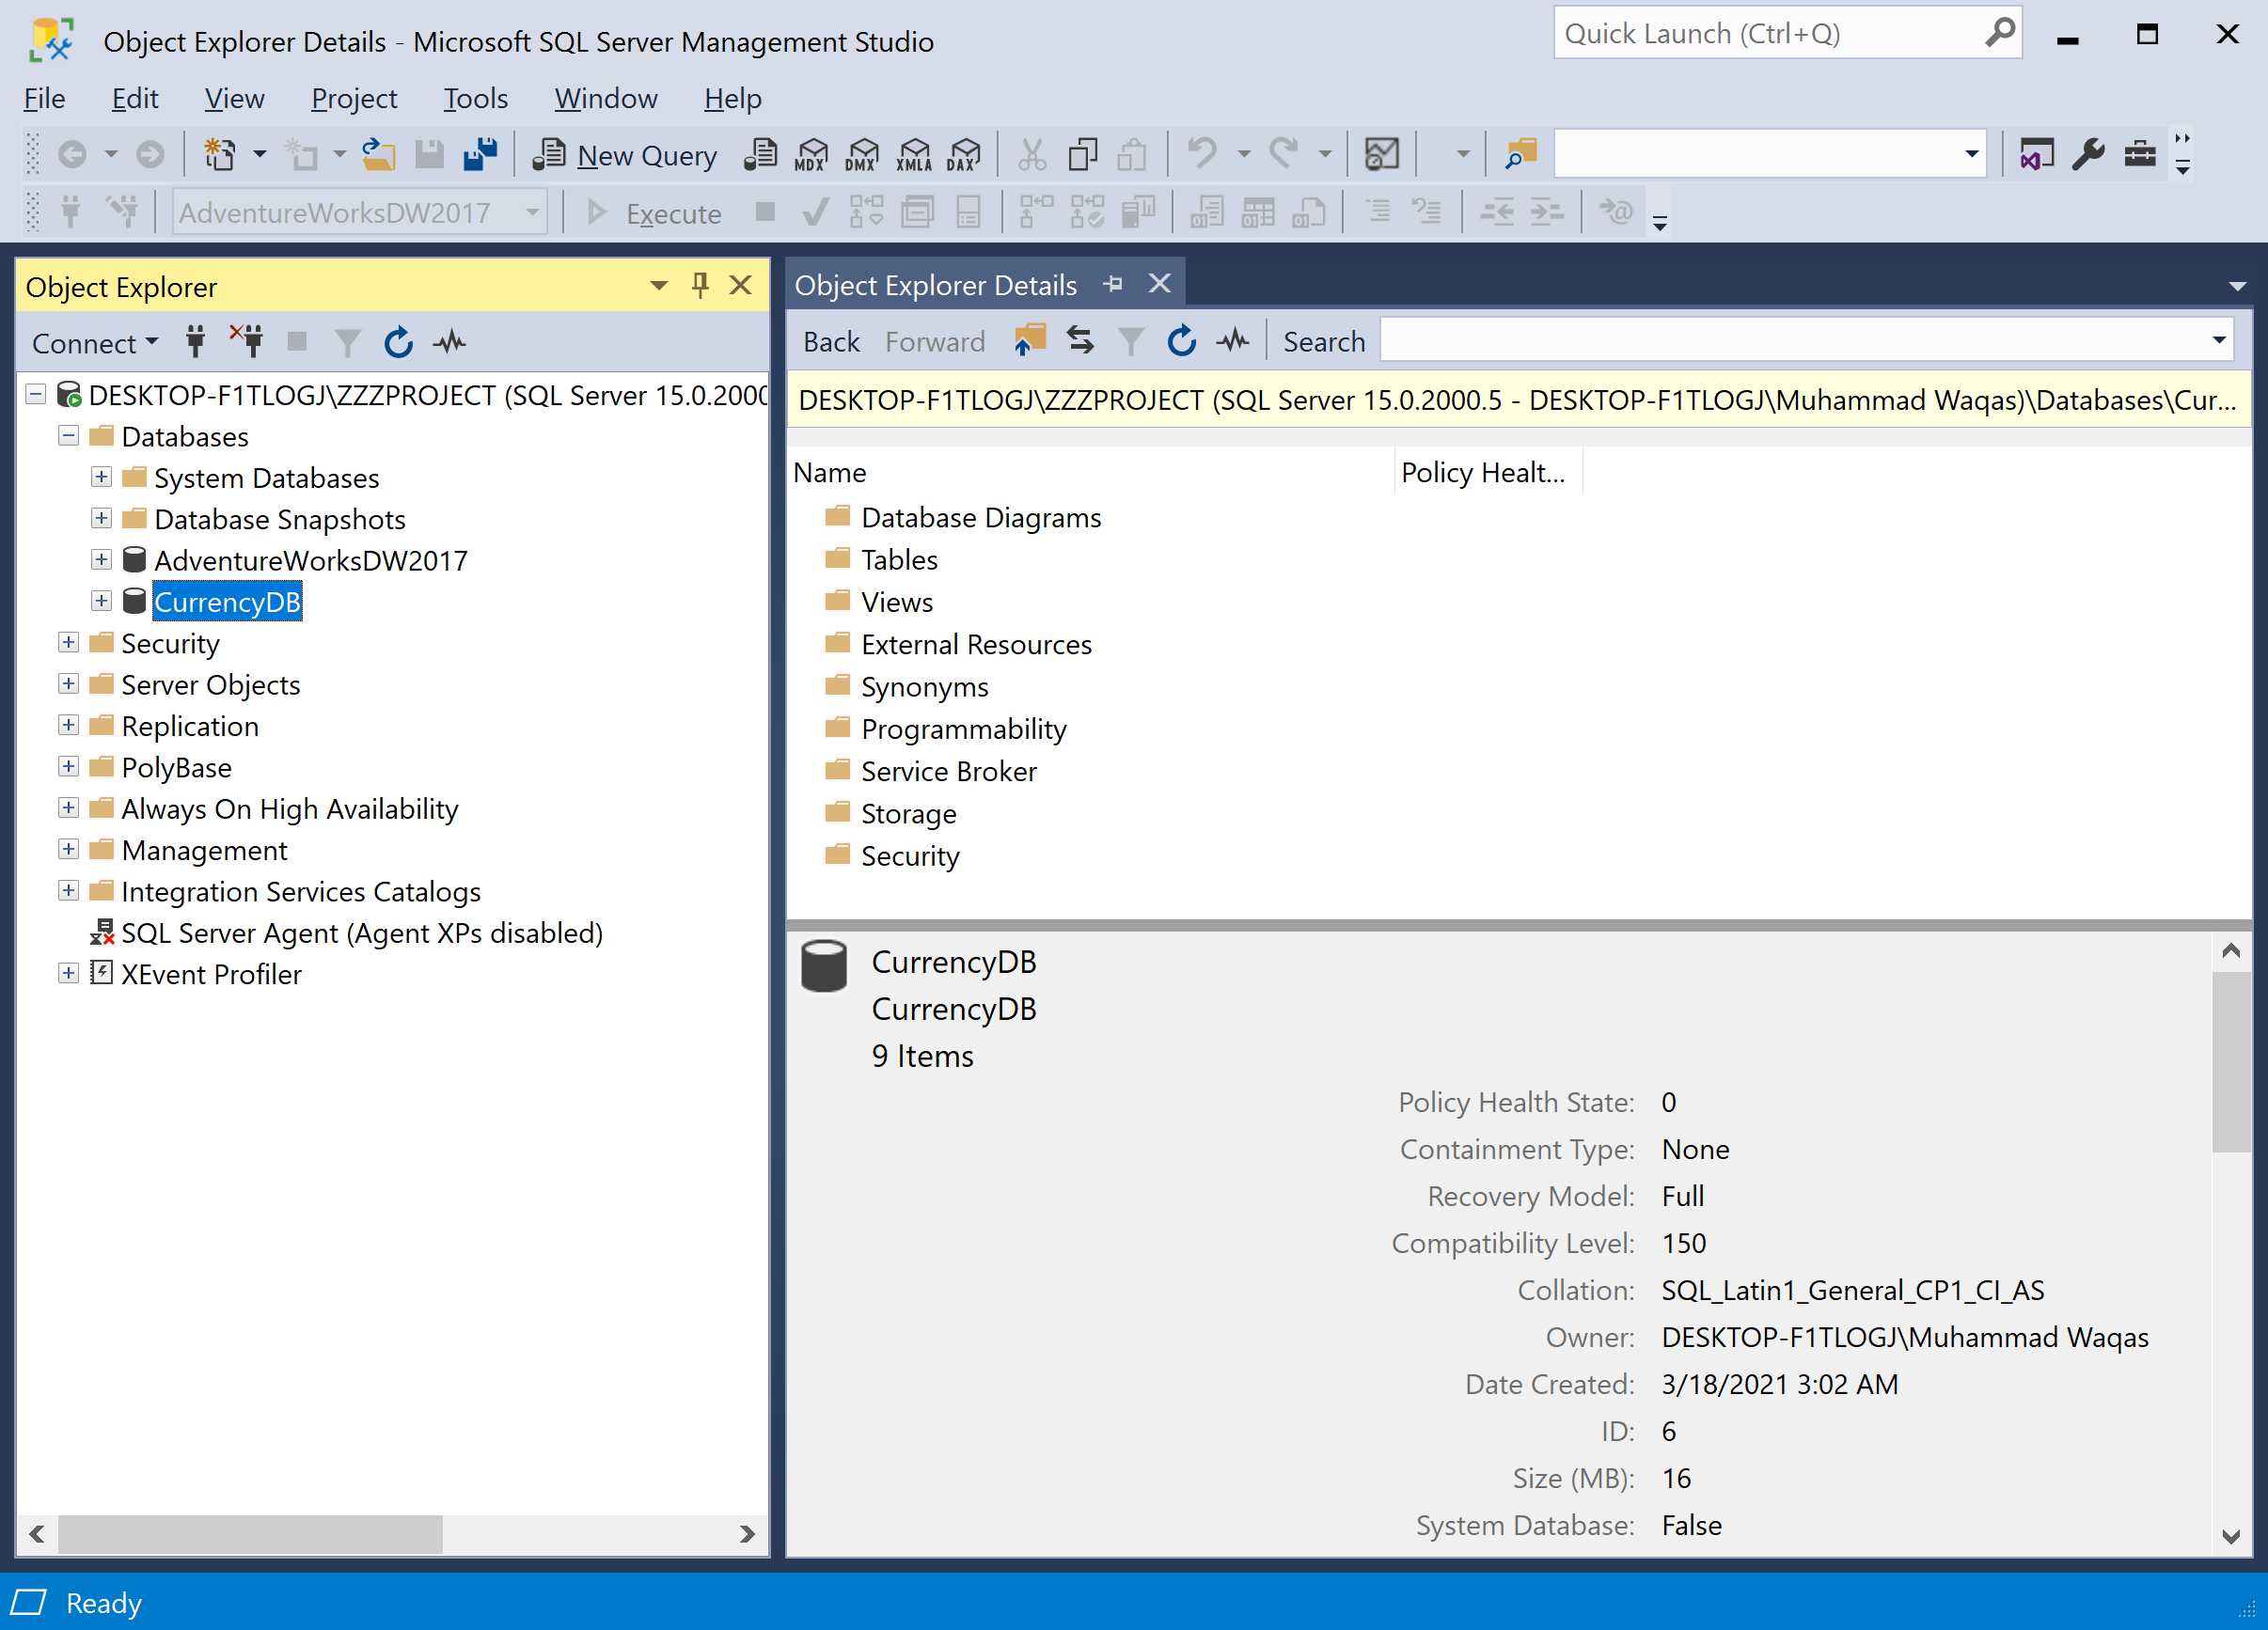 Object Explorer Details - Microsoft SQL Server Management Studio
Quick Launch (Ctrl+Q)
File Edit View Project Tools Window Help
New Query MDX DMX XMLA DAX
AdventureWorksDW2017 Execute
Object Explorer
Connect
DESKTOP-F1TLOGJ\ZZZPROJECT (SQL Server 15.0.2000
Databases
System Databases
Database Snapshots
AdventureWorksDW2017
CurrencyDB
Security
Server Objects
Replication
PolyBase
Always On High Availability
Management
Integration Services Catalogs
SQL Server Agent (Agent XPs disabled)
XEvent Profiler
Object Explorer Details
Back Forward Search
DESKTOP-F1TLOGJ\ZZZPROJECT (SQL Server 15.0.2000.5 - DESKTOP-F1TLOGJ\Muhammad Waqas)\Databases\Cur...
Name Policy Healt...
Database Diagrams
Tables
Views
External Resources
Synonyms
Programmability
Service Broker
Storage
Security
CurrencyDB
CurrencyDB
9 Items
Policy Health State: 0
Containment Type: None
Recovery Model: Full
Compatibility Level: 150
Collation: SQL_Latin1_General_CP1_CI_AS
Owner: DESKTOP-F1TLOGJ\Muhammad Waqas
Date Created: 3/18/2021 3:02 AM
ID: 6
Size (MB): 16
System Database: False
Ready